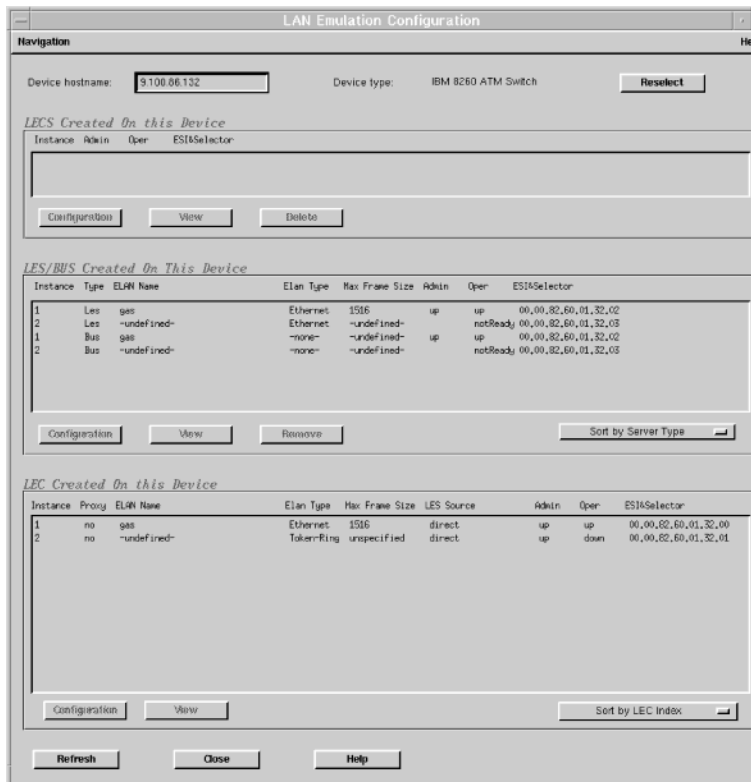 LAN Emulation Configuration
Navigation He
Device hostname: 9.100.86.132 Device type: IBM 8260 ATM Switch Reselect
LECS Created On this Device
Instance Admin Oper ESI&Selector
Configuration View Delete
LES/BUS Created On This Device
Instance Type ELAN Name Elan Type Max Frame Size Admin Oper ESI&Selector
1 Les gas Ethernet 1516 up up 00.00.82.60.01.32.02
2 Les -undefined- Ethernet -undefined- notReady 00.00.82.60.01.32.03
1 Bus gas -none- -undefined- up up 00.00.82.60.01.32.02
2 Bus -undefined- -none- -undefined- notReady 00.00.82.60.01.32.03
Configuration View Remove Sort by Server Type
LEC Created On this Device
Instance Proxy ELAN Name Elan Type Max Frame Size LES Source Admin Oper ESI&Selector
1 no gas Ethernet 1516 direct up up 00.00.82.60.01.32.00
2 no -undefined- Token-Ring unspecified direct up down 00.00.82.60.01.32.01
Configuration View Sort by LEC Index
Refresh Close Help